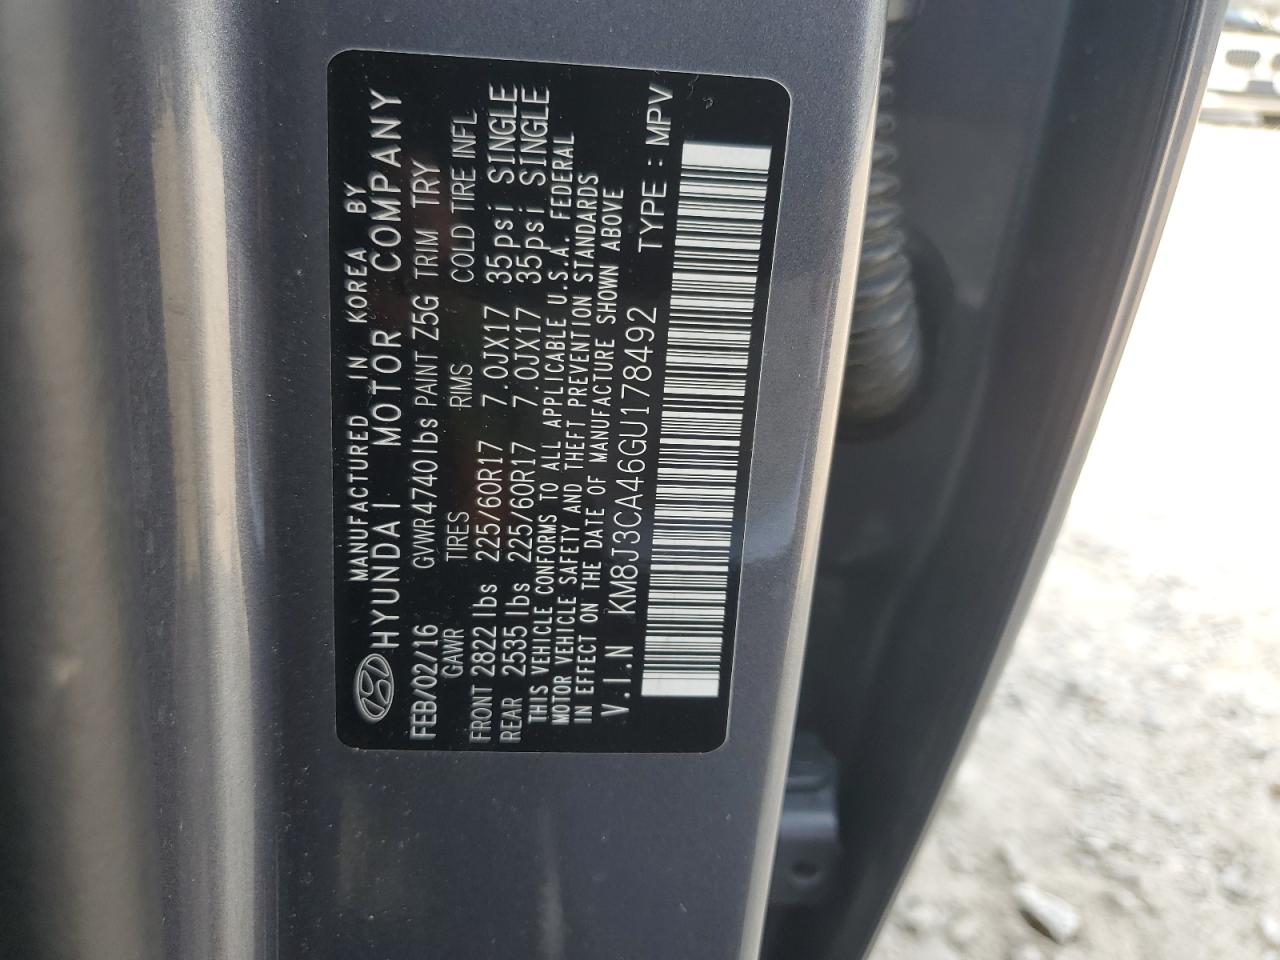 MANUFACTURED IN KOREA BY
HYUNDAI MOTOR COMPANY
FEB/02/16 GVWR 4740lbs PAINT Z5G TRIM TRY
GAWR TIRES RIMS COLD TIRE INFL
FRONT 2822 lbs 225/60R17 7.0JX17 35psi SINGLE
REAR 2535 lbs 225/60R17 7.0JX17 35psi SINGLE
THIS VEHICLE CONFORMS TO ALL APPLICABLE U.S.A. FEDERAL
MOTOR VEHICLE SAFETY AND THEFT PREVENTION STANDARDS
IN EFFECT ON THE DATE OF MANUFACTURE SHOWN ABOVE
V.I.N KM8J3CA46GU178492 TYPE : MPV